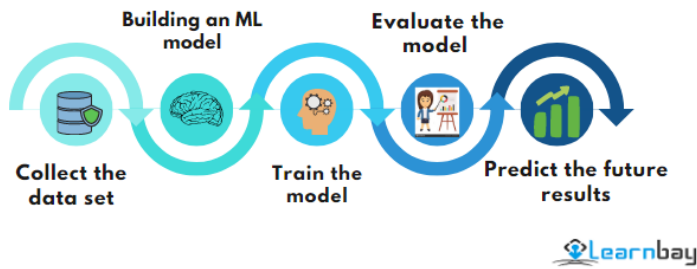 Collect the
data set
Building an ML
model
Train the
model
Evaluate the
model
Predict the future
results
Learnbay